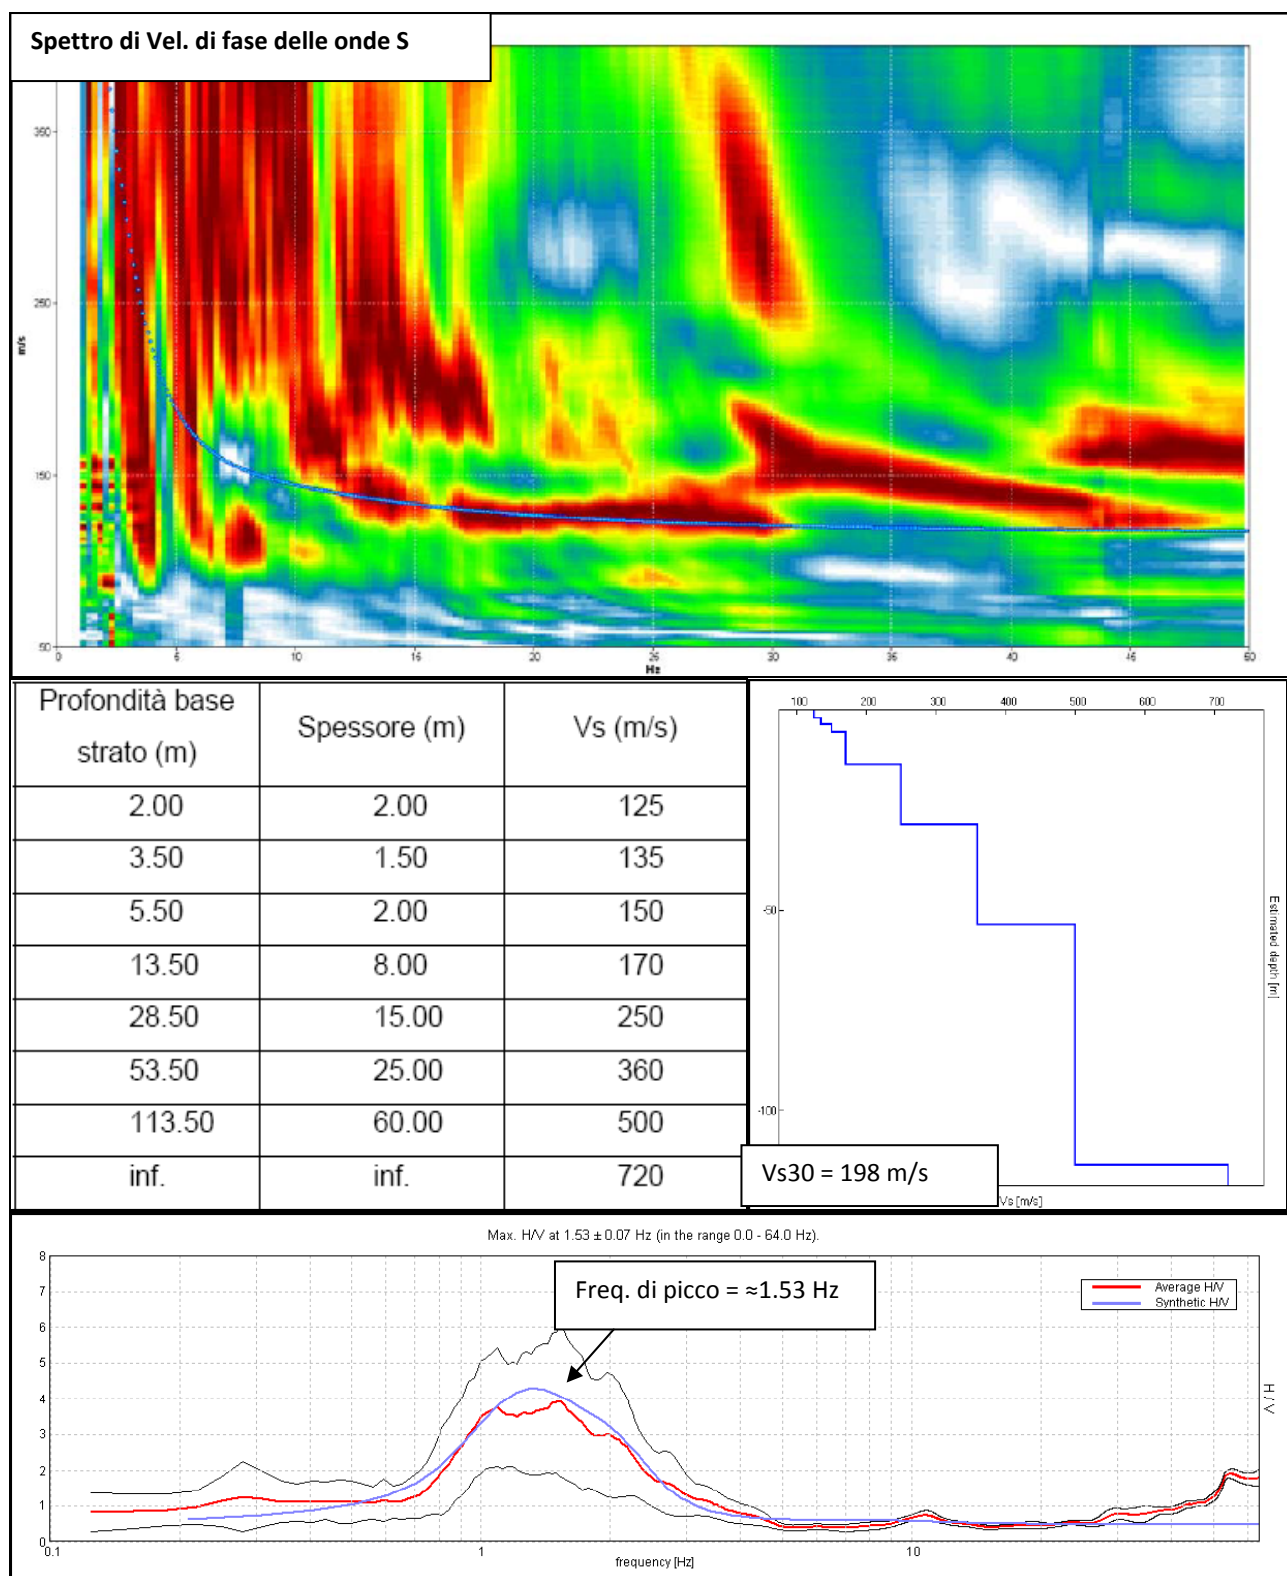 Spettro di Vel. di fase delle onde S
350
250
150
50
m/s
0 5 10 15 20 25 30 35 40 45 50
Hz
Profondità base strato (m) Spessore (m) Vs (m/s)
2.00 2.00 125
3.50 1.50 135
5.50 2.00 150
13.50 8.00 170
28.50 15.00 250
53.50 25.00 360
113.50 60.00 500
inf. inf. 720
100 200 300 400 500 600 700
-50
-100
Estimated depth [m]
Vs30 = 198 m/s
Vs [m/s]
Max. H/V at 1.53 ± 0.07 Hz (in the range 0.0 - 64.0 Hz).
Freq. di picco = ≈1.53 Hz
Average H/V
Synthetic H/V
8
7
6
5
4
3
2
1
0
H / V
0.1 1 10
frequency [Hz]